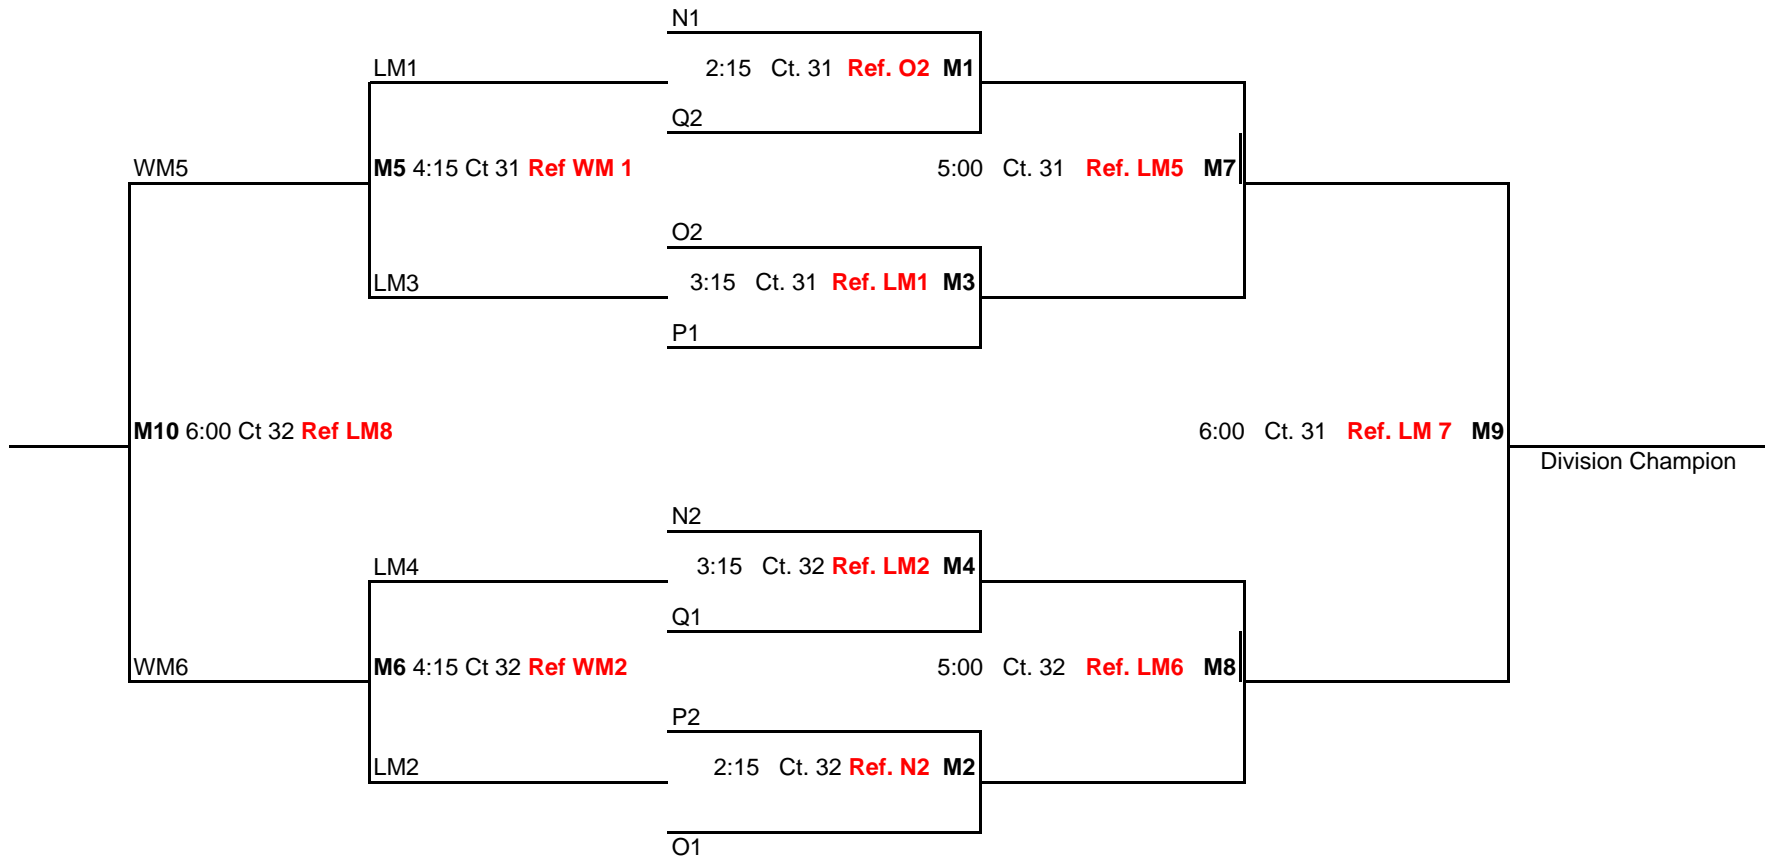 N1
LM1
2:15 Ct. 31 Ref. O2 M1
Q2
WM5
M5 4:15 Ct 31 Ref WM 1
5:00 Ct. 31 Ref. LM5 M7
O2
LM3
3:15 Ct. 31 Ref. LM1 M3
P1
M10 6:00 Ct 32 Ref LM8
6:00 Ct. 31 Ref. LM 7 M9
Division Champion
N2
LM4
3:15 Ct. 32 Ref. LM2 M4
Q1
WM6
M6 4:15 Ct 32 Ref WM2
5:00 Ct. 32 Ref. LM6 M8
P2
LM2
2:15 Ct. 32 Ref. N2 M2
O1